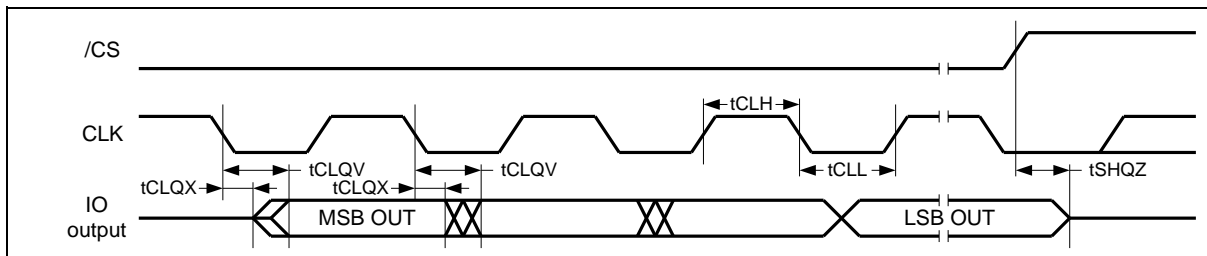 /CS
CLK
tCLH
tCLL
tCLQV
tCLQV
tSHQZ
tCLQX
tCLQX
IO
output
MSB OUT
LSB OUT